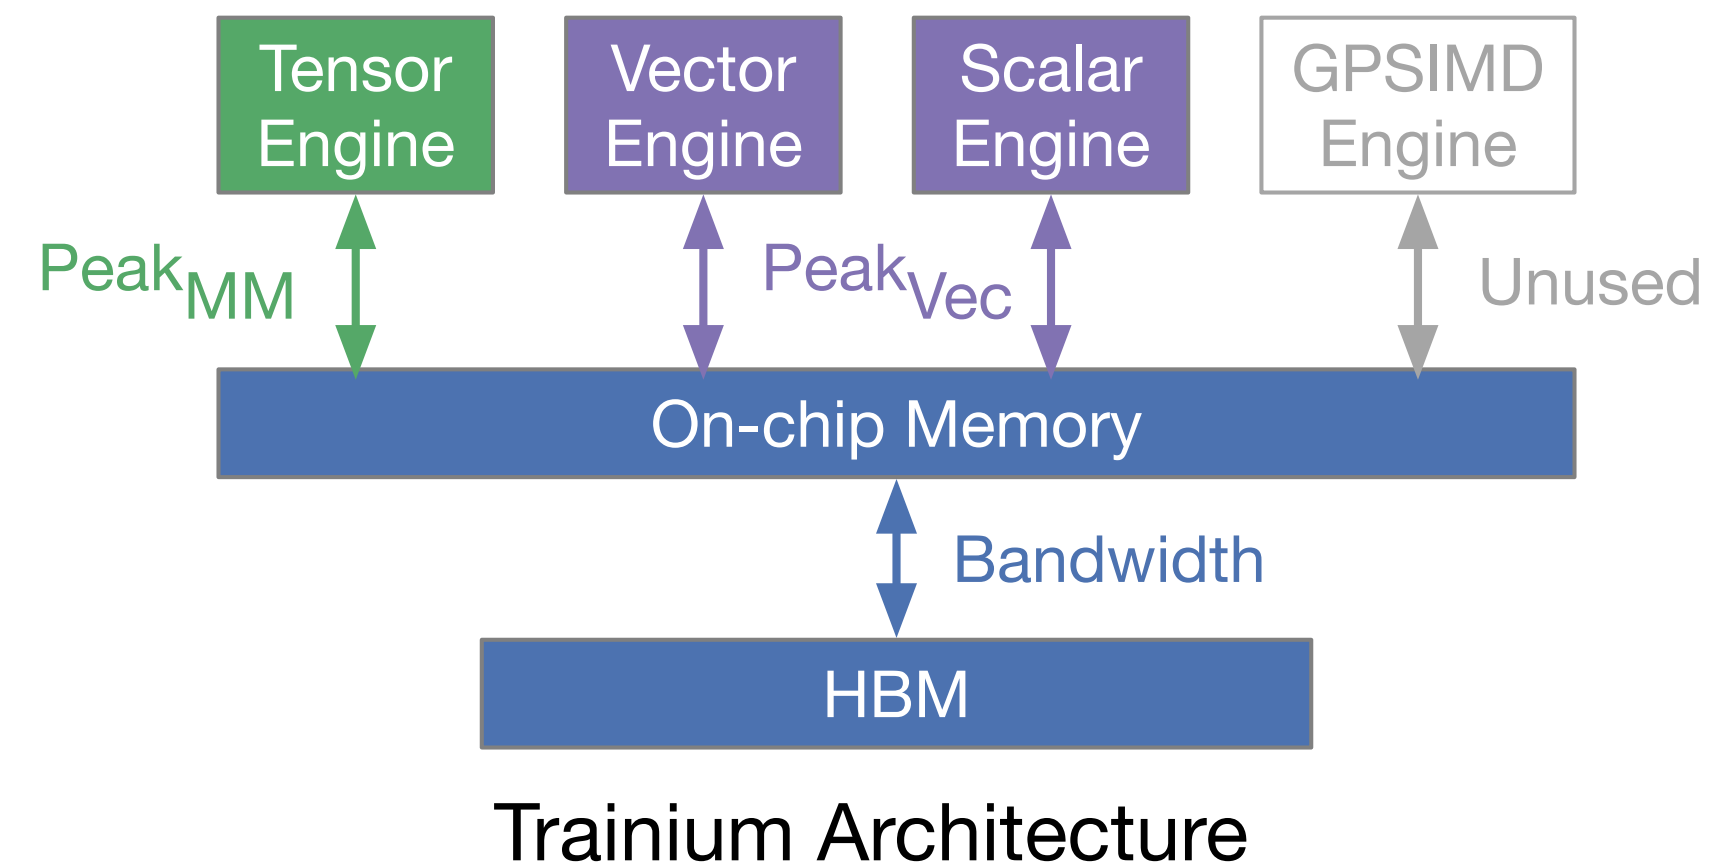 Tensor
Engine
Vector
Engine
Scalar
Engine
GPSIMD
Engine
PeakMM
PeakVec
Unused
On-chip Memory
Bandwidth
HBM
Trainium Architecture